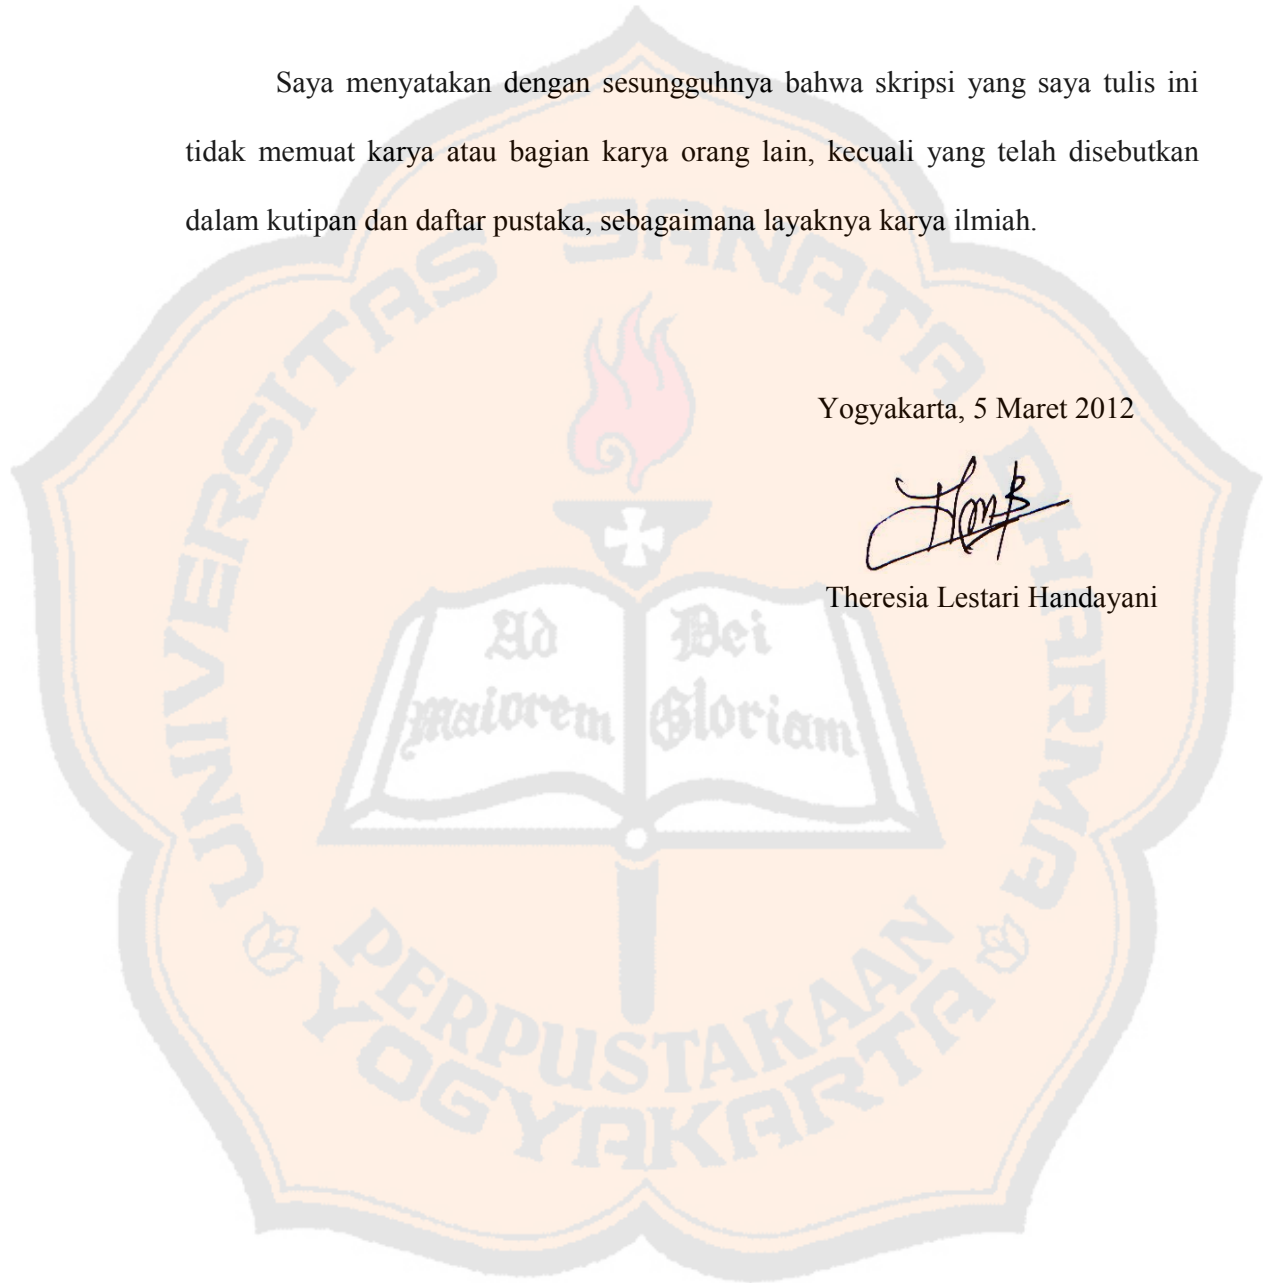 Saya menyatakan dengan sesungguhnya bahwa skripsi yang saya tulis ini
tidak memuat karya atau bagian karya orang lain, kecuali yang telah disebutkan
dalam kutipan dan daftar pustaka, sebagaimana layaknya karya ilmiah.
Yogyakarta, 5 Maret 2012
Theresia Lestari Handayani
UNIVERSITAS SANATA DHARMA
Ad
maiorem
Dei
Gloriam
PERPUSTAKAAN
YOGYAKARTA